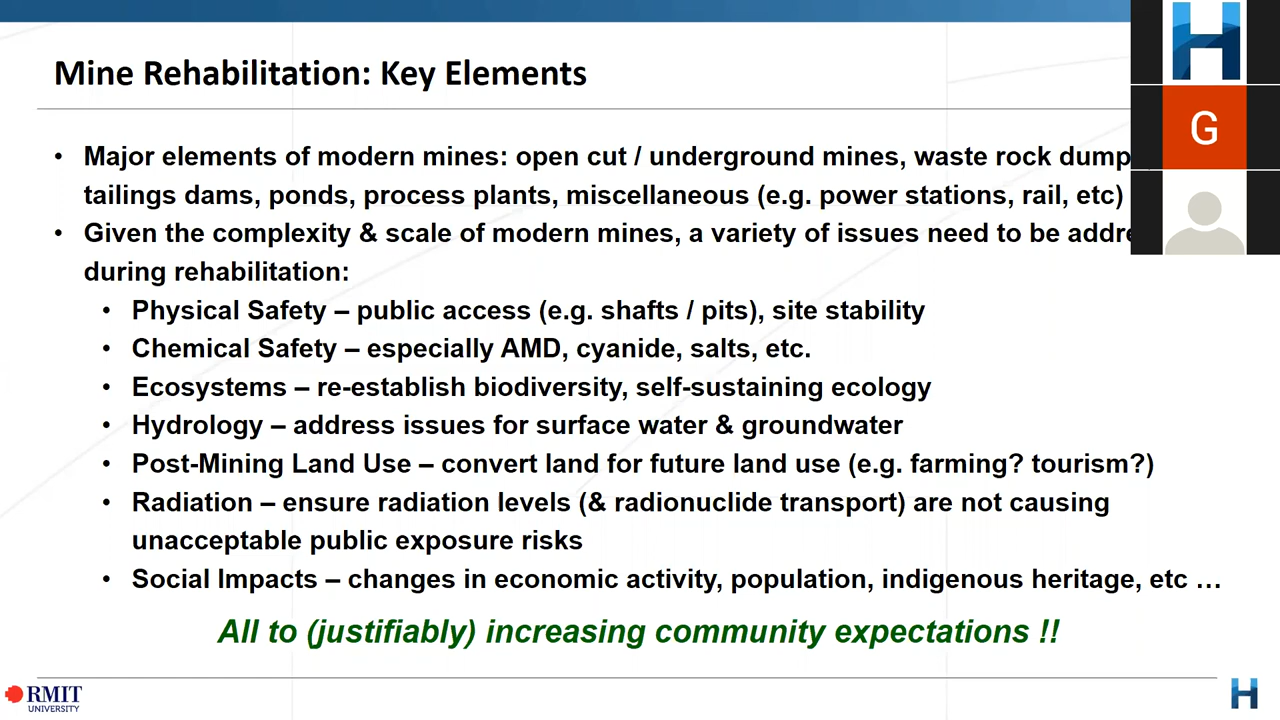 Mine Rehabilitation: Key Elements
• Major elements of modern mines: open cut / underground mines, waste rock dump
tailings dams, ponds, process plants, miscellaneous (e.g. power stations, rail, etc)
• Given the complexity & scale of modern mines, a variety of issues need to be addre
during rehabilitation:
• Physical Safety – public access (e.g. shafts / pits), site stability
• Chemical Safety – especially AMD, cyanide, salts, etc.
• Ecosystems – re-establish biodiversity, self-sustaining ecology
• Hydrology – address issues for surface water & groundwater
• Post-Mining Land Use – convert land for future land use (e.g. farming? tourism?)
• Radiation – ensure radiation levels (& radionuclide transport) are not causing
unacceptable public exposure risks
• Social Impacts – changes in economic activity, population, indigenous heritage, etc …
All to (justifiably) increasing community expectations !!
RMIT
UNIVERSITY
H
G
H